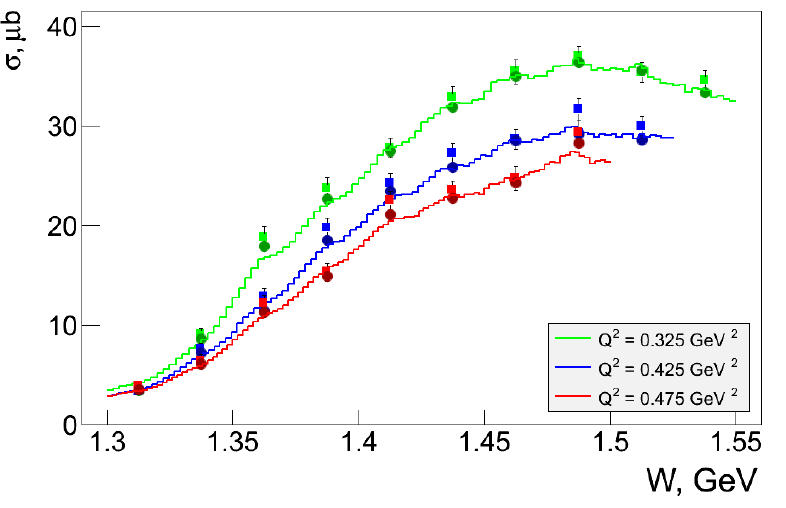 σ, μb
40
30
20
10
0
1.3 1.35 1.4 1.45 1.5 1.55
W, GeV
Q² = 0.325 GeV ²
Q² = 0.425 GeV ²
Q² = 0.475 GeV ²